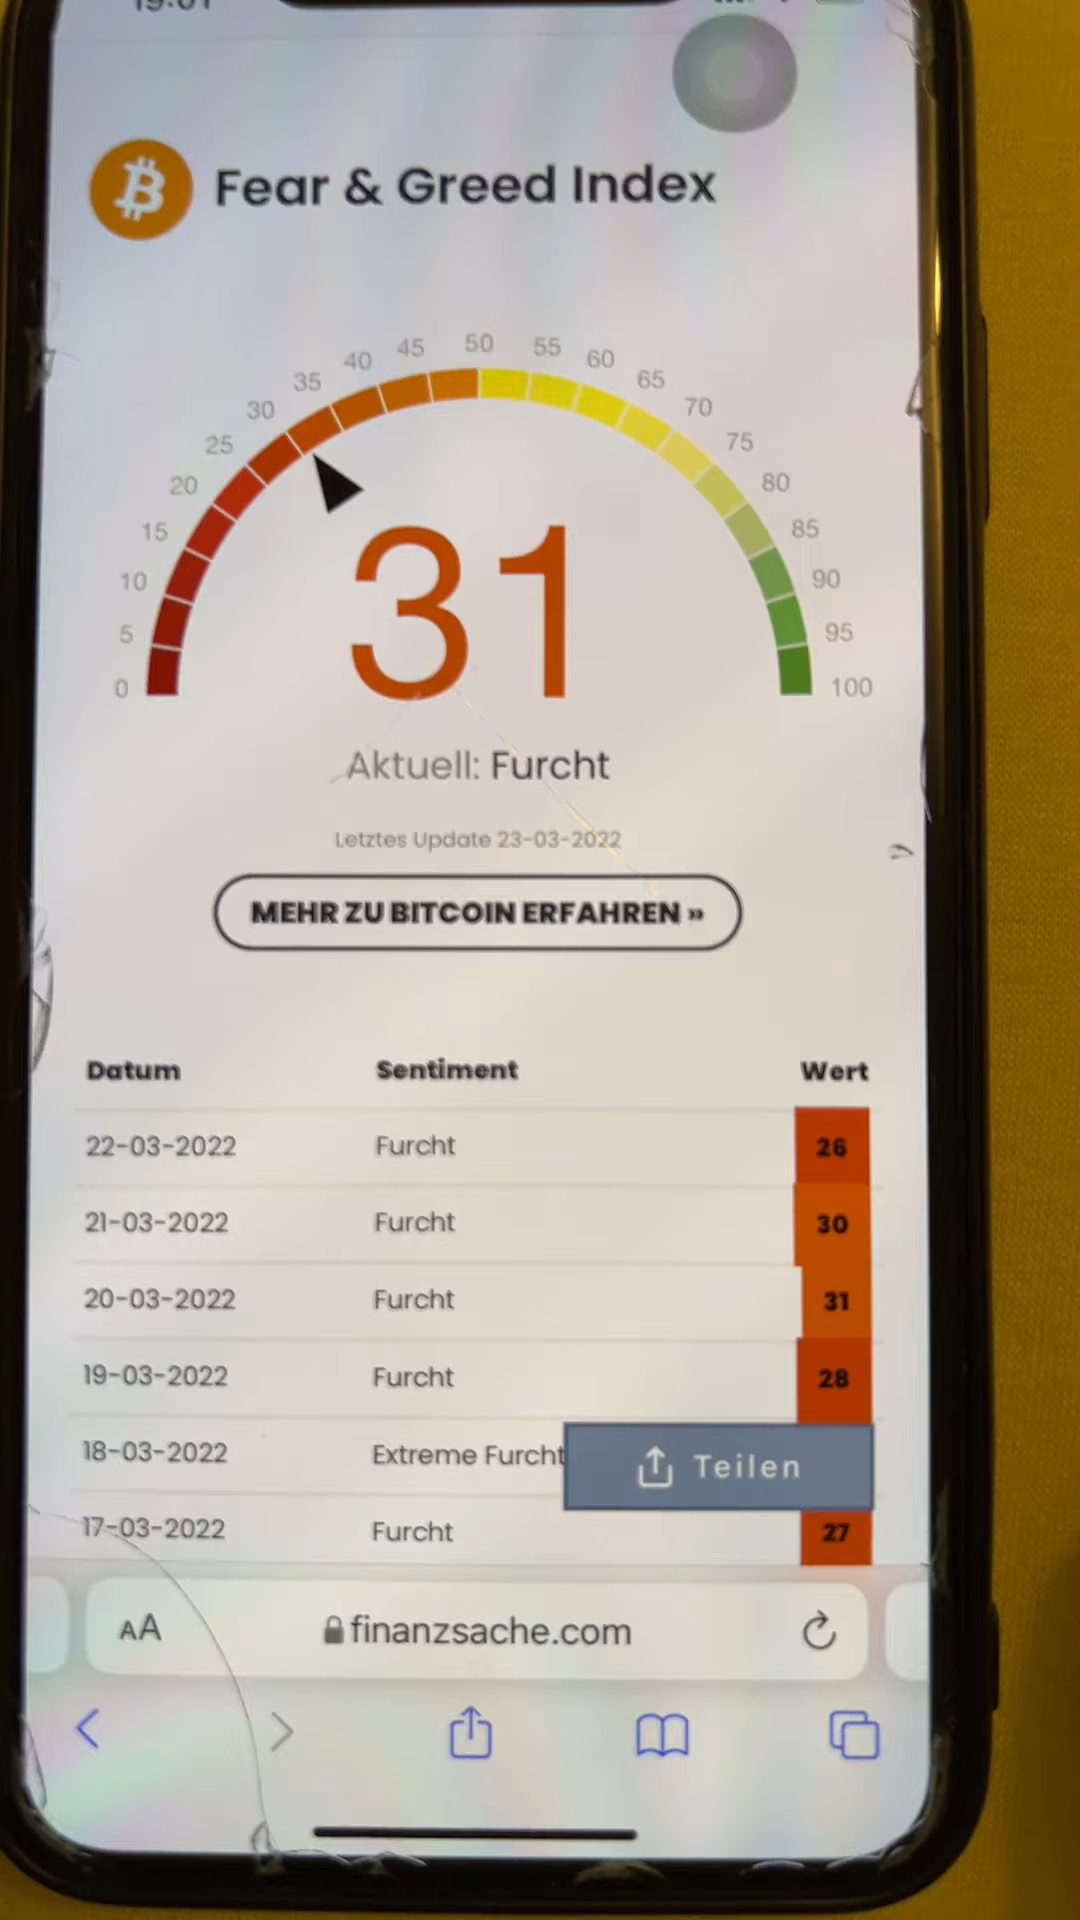 Fear & Greed Index
0
5
10
15
20
25
30
35
40
45
50
55
60
65
70
75
80
85
90
95
100
31
Aktuell: Furcht
Letztes Update 23-03-2022
MEHR ZU BITCOIN ERFAHREN »
Datum Sentiment Wert
22-03-2022 Furcht 26
21-03-2022 Furcht 30
20-03-2022 Furcht 31
19-03-2022 Furcht 28
18-03-2022 Extreme Furcht
Teilen
17-03-2022 Furcht 27
AA finanzsache.com